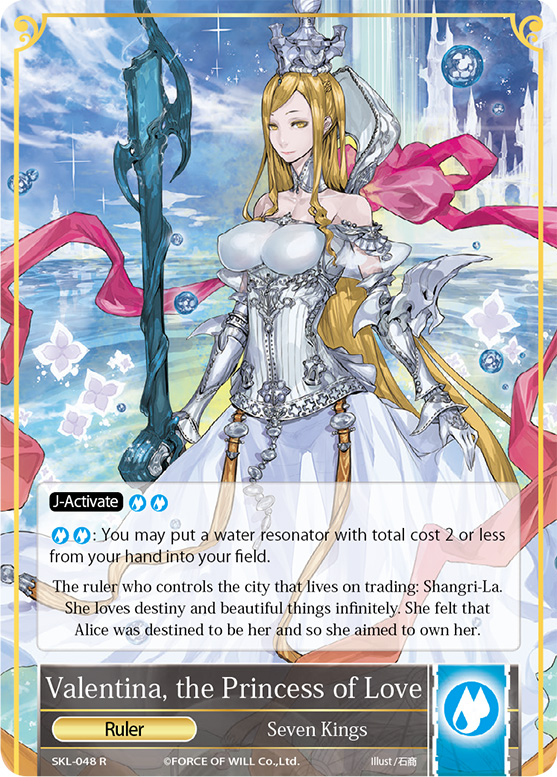 J-Activate
: You may put a water resonator with total cost 2 or less
from your hand into your field.
The ruler who controls the city that lives on trading: Shangri-La.
She loves destiny and beautiful things infinitely. She felt that
Alice was destined to be her and so she aimed to own her.
Valentina, the Princess of Love
Ruler
Seven Kings
SKL-048 R ©FORCE OF WILL Co.,Ltd. Illust/石商